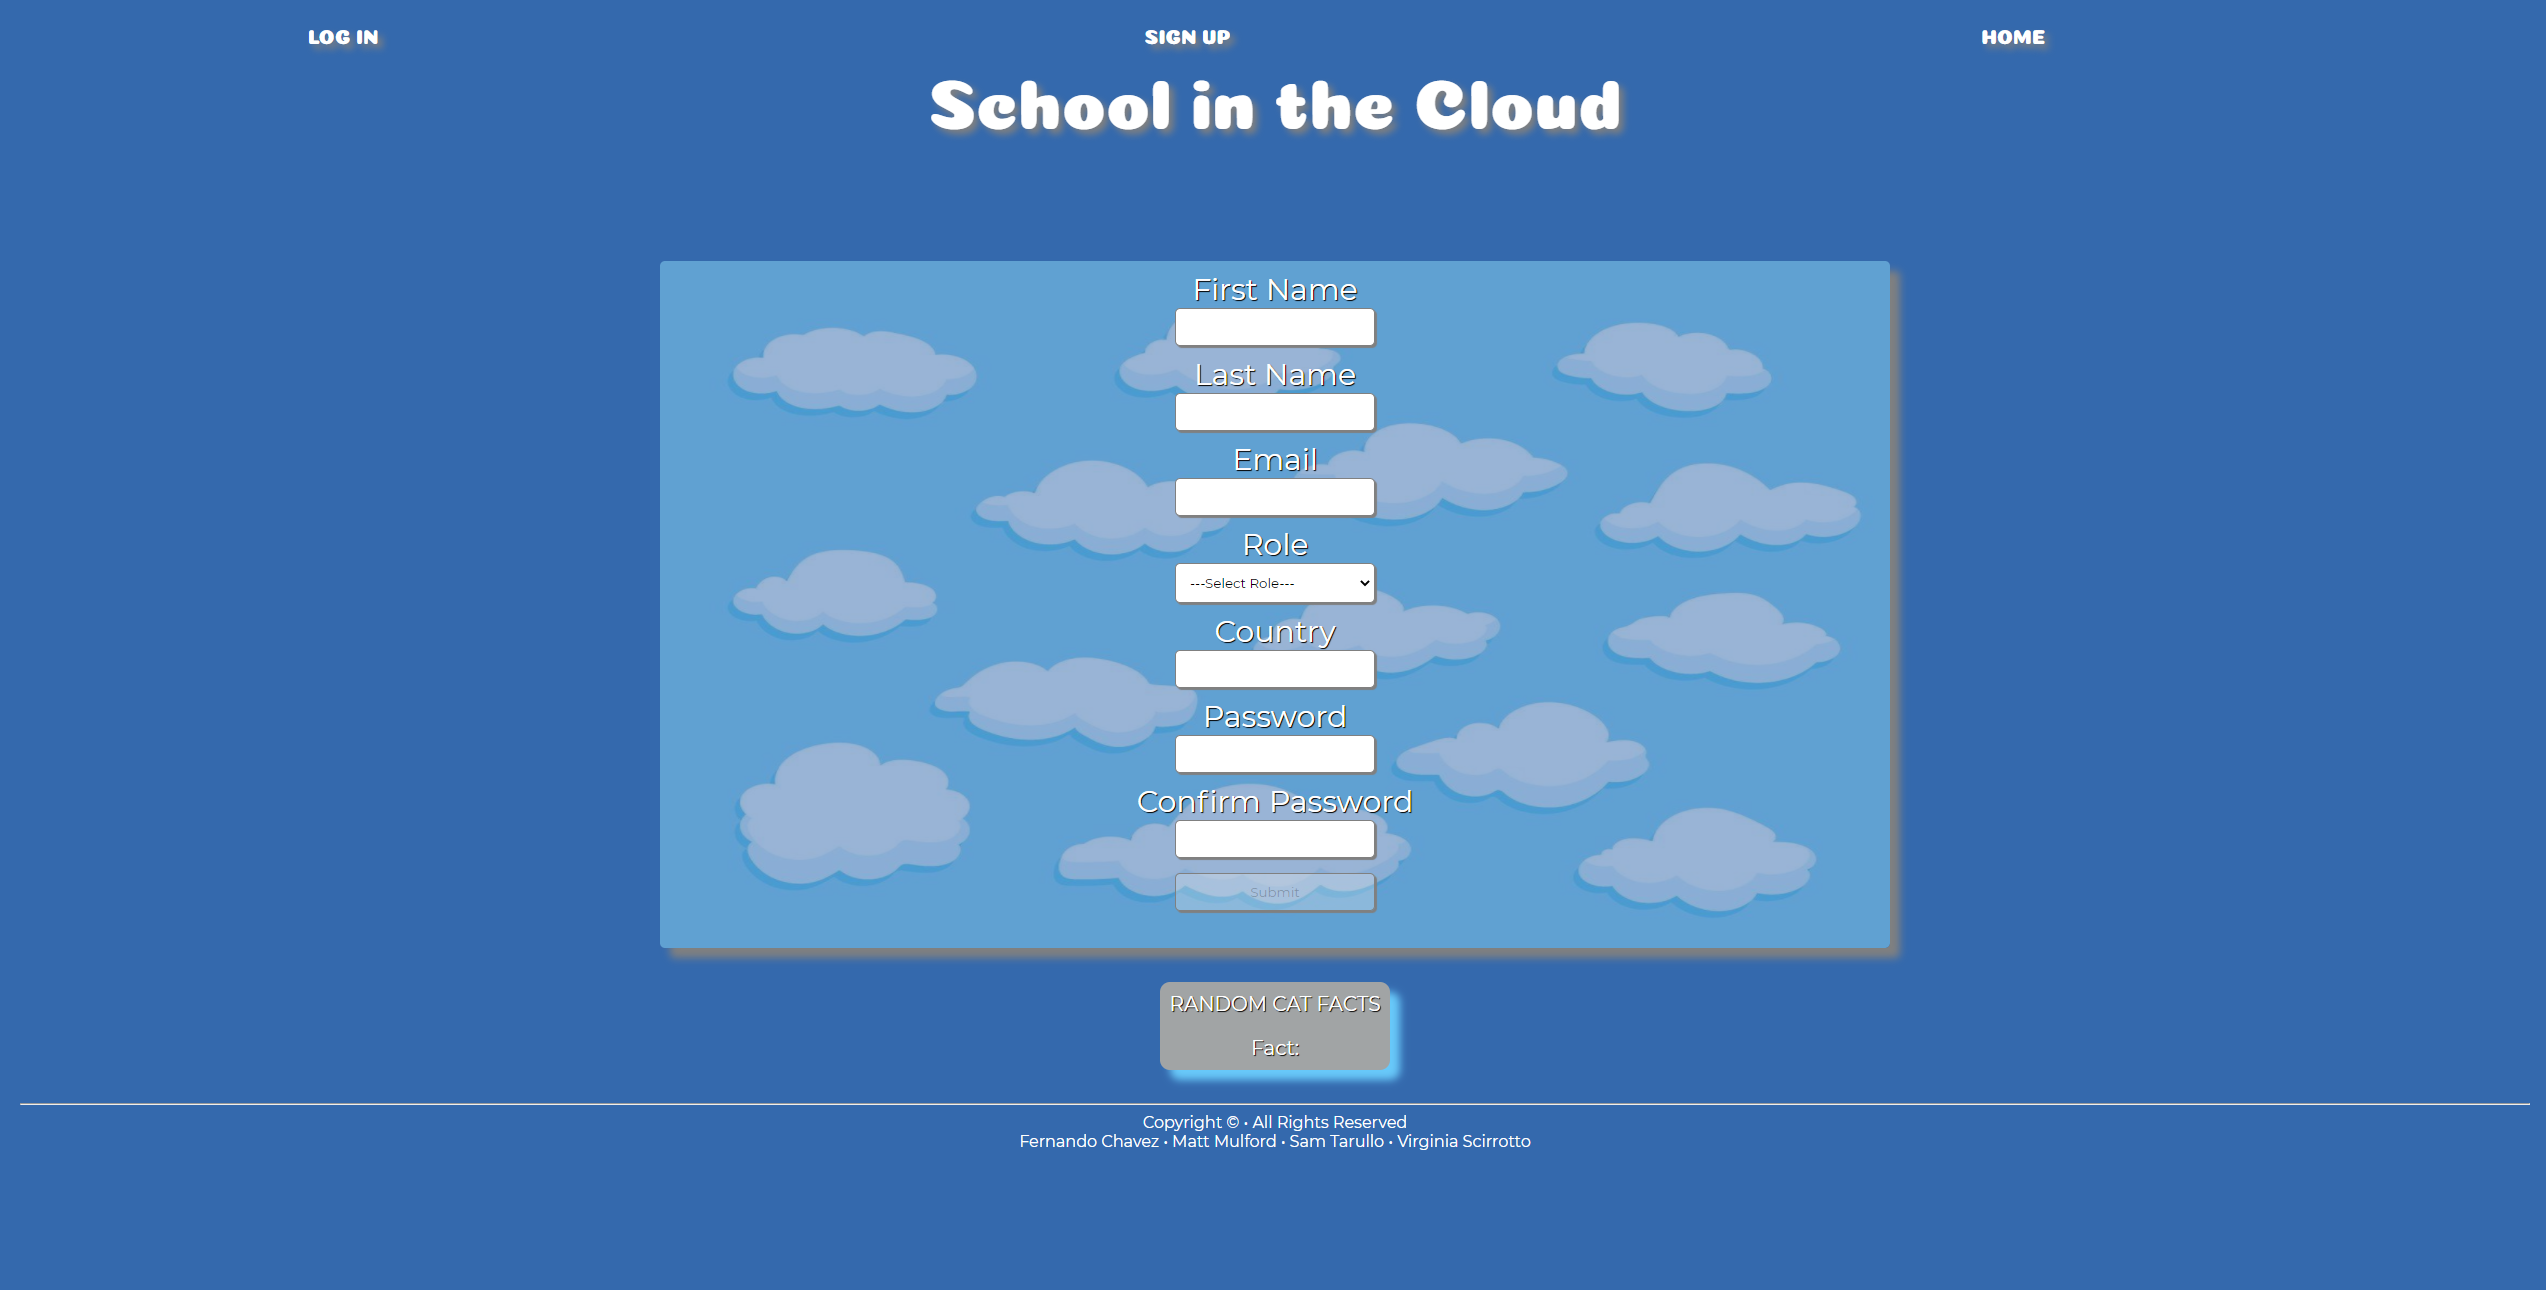 LOG IN
SIGN UP
HOME
School in the Cloud
First Name
Last Name
Email
Role
---Select Role---
Country
Password
Confirm Password
Submit
RANDOM CAT FACTS
Fact:
Copyright © • All Rights Reserved
Fernando Chavez • Matt Mulford • Sam Tarullo • Virginia Scirrotto